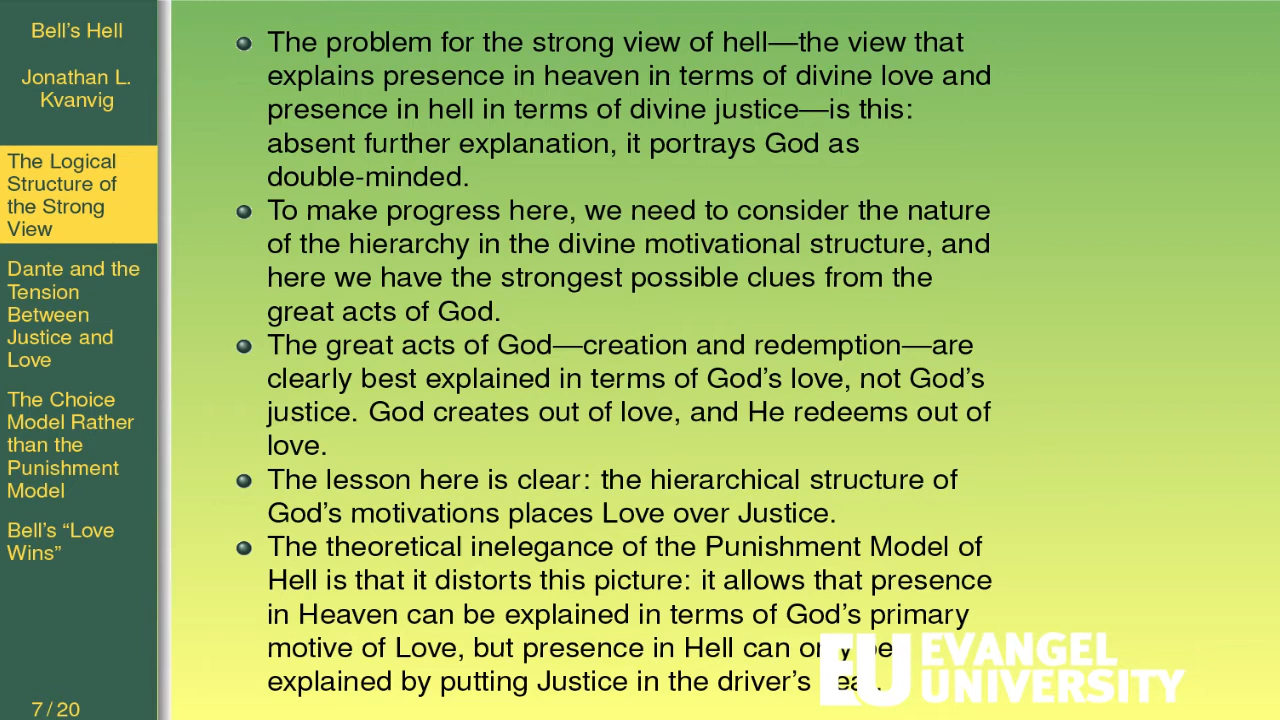 Bell's Hell
Jonathan L.
Kvanvig
The Logical
Structure of
the Strong
View
Dante and the
Tension
Between
Justice and
Love
The Choice
Model Rather
than the
Punishment
Model
Bell's “Love
Wins”
7 / 20
The problem for the strong view of hell—the view that
explains presence in heaven in terms of divine love and
presence in hell in terms of divine justice—is this:
absent further explanation, it portrays God as
double-minded.
To make progress here, we need to consider the nature
of the hierarchy in the divine motivational structure, and
here we have the strongest possible clues from the
great acts of God.
The great acts of God—creation and redemption—are
clearly best explained in terms of God's love, not God's
justice. God creates out of love, and He redeems out of
love.
The lesson here is clear: the hierarchical structure of
God's motivations places Love over Justice.
The theoretical inelegance of the Punishment Model of
Hell is that it distorts this picture: it allows that presence
in Heaven can be explained in terms of God's primary
motive of Love, but presence in Hell can only be
explained by putting Justice in the driver's
EU EVANGEL
UNIVERSITY